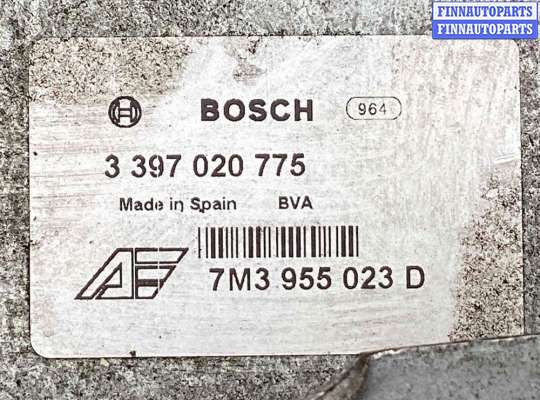 FINNAUTOPARTS
FINNAUTOPARTS
BOSCH 964
3 397 020 775
Made in Spain BVA
7M3 955 023 D